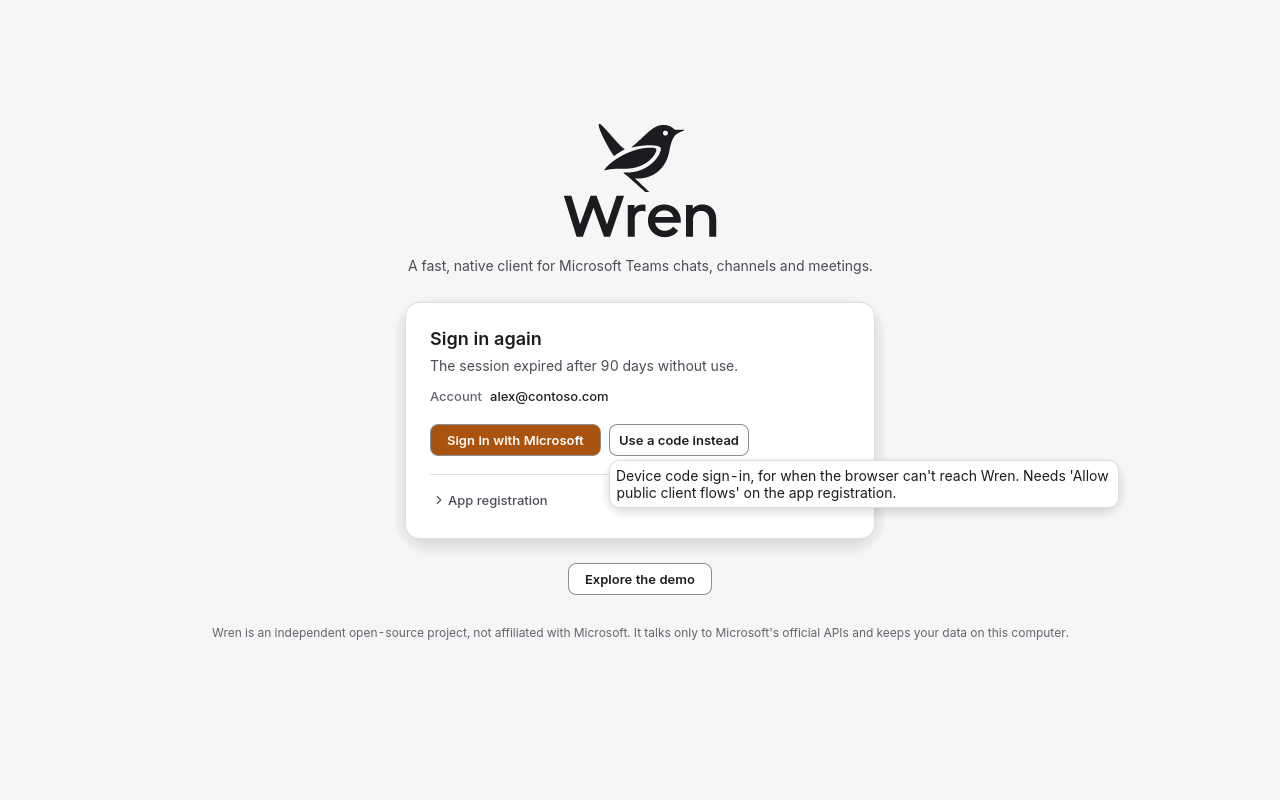 Wren
A fast, native client for Microsoft Teams chats, channels and meetings.
Sign in again
The session expired after 90 days without use.
Account alex@contoso.com
Sign in with Microsoft
Use a code instead
Device code sign-in, for when the browser can't reach Wren. Needs 'Allow
public client flows' on the app registration.
App registration
Explore the demo
Wren is an independent open-source project, not affiliated with Microsoft. It talks only to Microsoft's official APIs and keeps your data on this computer.